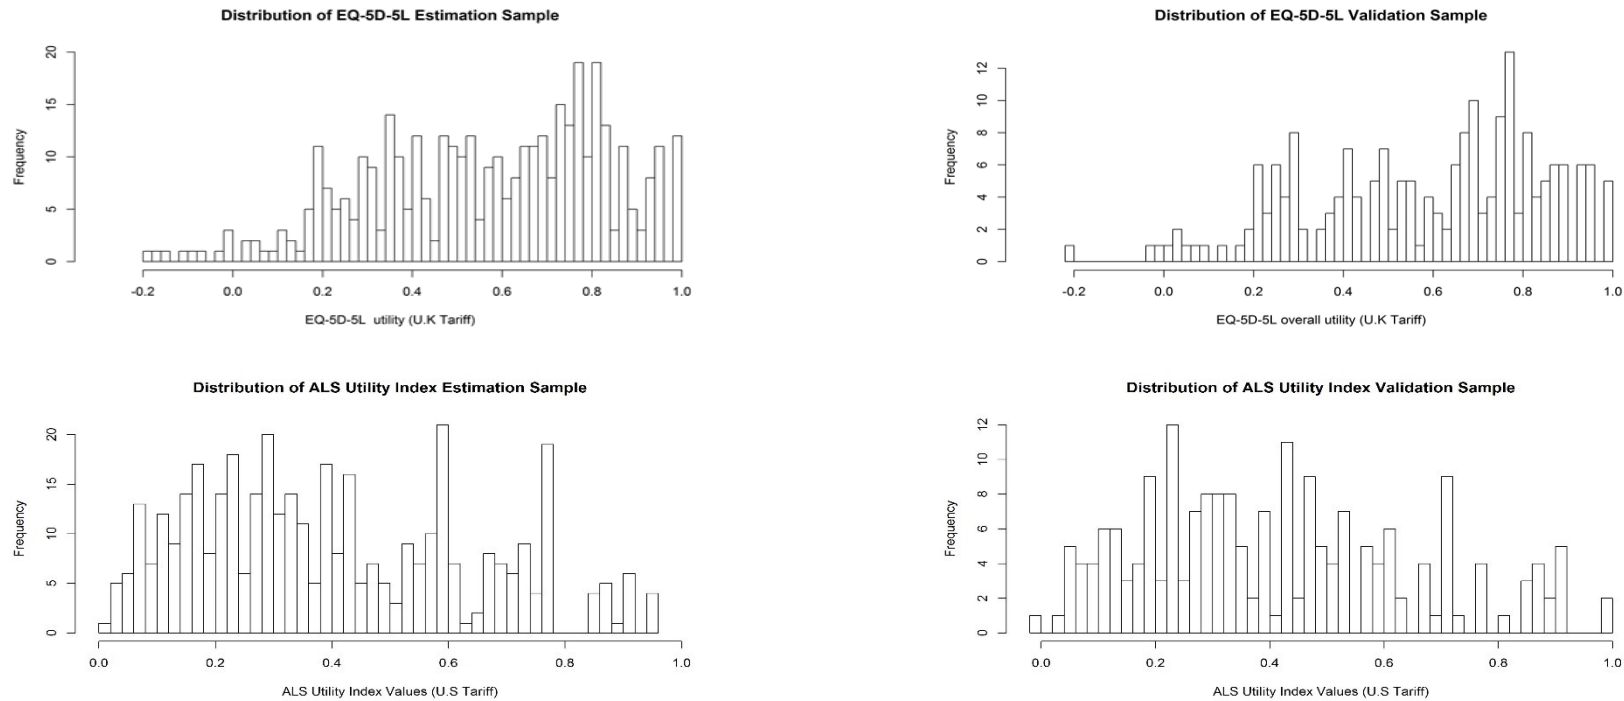 Distribution of EQ-5D-5L Estimation Sample
Frequency
20
15
10
5
0
-0.2 0.0 0.2 0.4 0.6 0.8 1.0
EQ-5D-5L utility (U.K Tariff)
Distribution of EQ-5D-5L Validation Sample
Frequency
12
10
8
6
4
2
0
-0.2 0.0 0.2 0.4 0.6 0.8 1.0
EQ-5D-5L overall utility (U.K Tariff)
Distribution of ALS Utility Index Estimation Sample
Frequency
20
15
10
5
0
0.0 0.2 0.4 0.6 0.8 1.0
ALS Utility Index Values (U.S Tariff)
Distribution of ALS Utility Index Validation Sample
Frequency
12
10
8
6
4
2
0
0.0 0.2 0.4 0.6 0.8 1.0
ALS Utility Index Values (U.S Tariff)